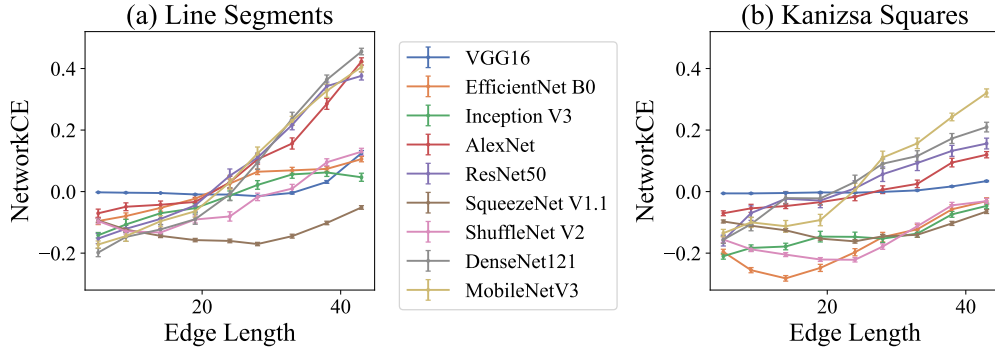 (a) Line Segments
NetworkCE
0.4
0.2
0.0
−0.2
20
40
Edge Length
VGG16
EfficientNet B0
Inception V3
AlexNet
ResNet50
SqueezeNet V1.1
ShuffleNet V2
DenseNet121
MobileNetV3
(b) Kanizsa Squares
NetworkCE
0.4
0.2
0.0
−0.2
20
40
Edge Length